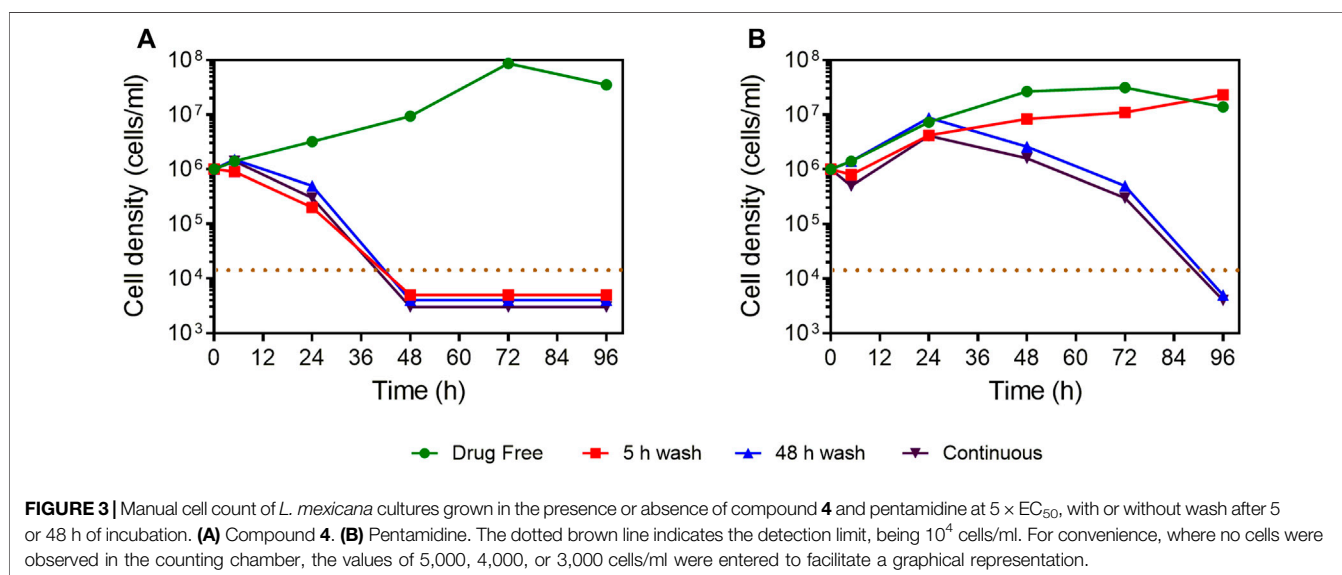 A
B
10⁸
10⁷
10⁶
10⁵
10⁴
10³
Cell density (cells/ml)
0 12 24 36 48 60 72 84 96
Time (h)
10⁸
10⁷
10⁶
10⁵
10⁴
10³
Cell density (cells/ml)
0 12 24 36 48 60 72 84 96
Time (h)
Drug Free 5 h wash 48 h wash Continuous
FIGURE 3 | Manual cell count of L. mexicana cultures grown in the presence or absence of compound 4 and pentamidine at 5 × EC₅₀, with or without wash after 5
or 48 h of incubation. (A) Compound 4. (B) Pentamidine. The dotted brown line indicates the detection limit, being 10⁴ cells/ml. For convenience, where no cells were
observed in the counting chamber, the values of 5,000, 4,000, or 3,000 cells/ml were entered to facilitate a graphical representation.